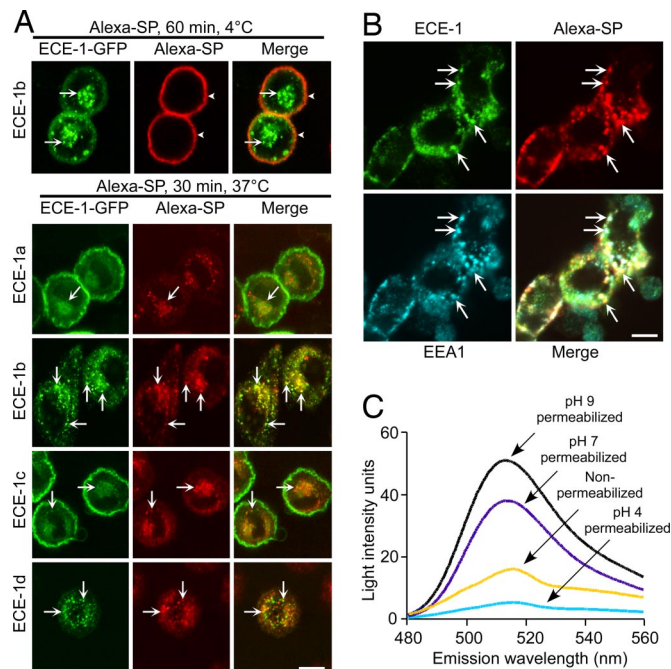 A
Alexa-SP, 60 min, 4°C
ECE-1-GFP Alexa-SP Merge
ECE-1b
Alexa-SP, 30 min, 37°C
ECE-1-GFP Alexa-SP Merge
ECE-1a
ECE-1b
ECE-1c
ECE-1d
B
ECE-1 Alexa-SP
EEA1 Merge
C
pH 9
permeabilized
pH 7
permeabilized
Non-
permeabilized
pH 4
permeabilized
Light intensity units
60
40
20
0
480 500 520 540 560
Emission wavelength (nm)